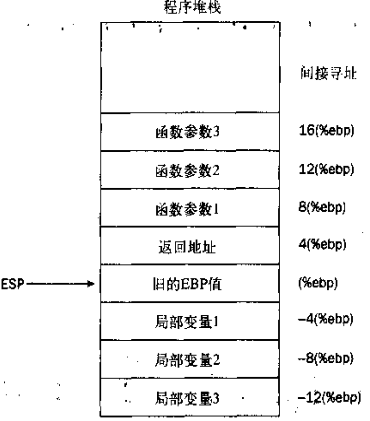 程序堆栈
间接寻址
函数参数3 16(%ebp)
函数参数2 12(%ebp)
函数参数1 8(%ebp)
返回地址 4(%ebp)
ESP 旧的EBP值 (%ebp)
局部变量1 -4(%ebp)
局部变量2 -8(%ebp)
局部变量3 -12(%ebp)